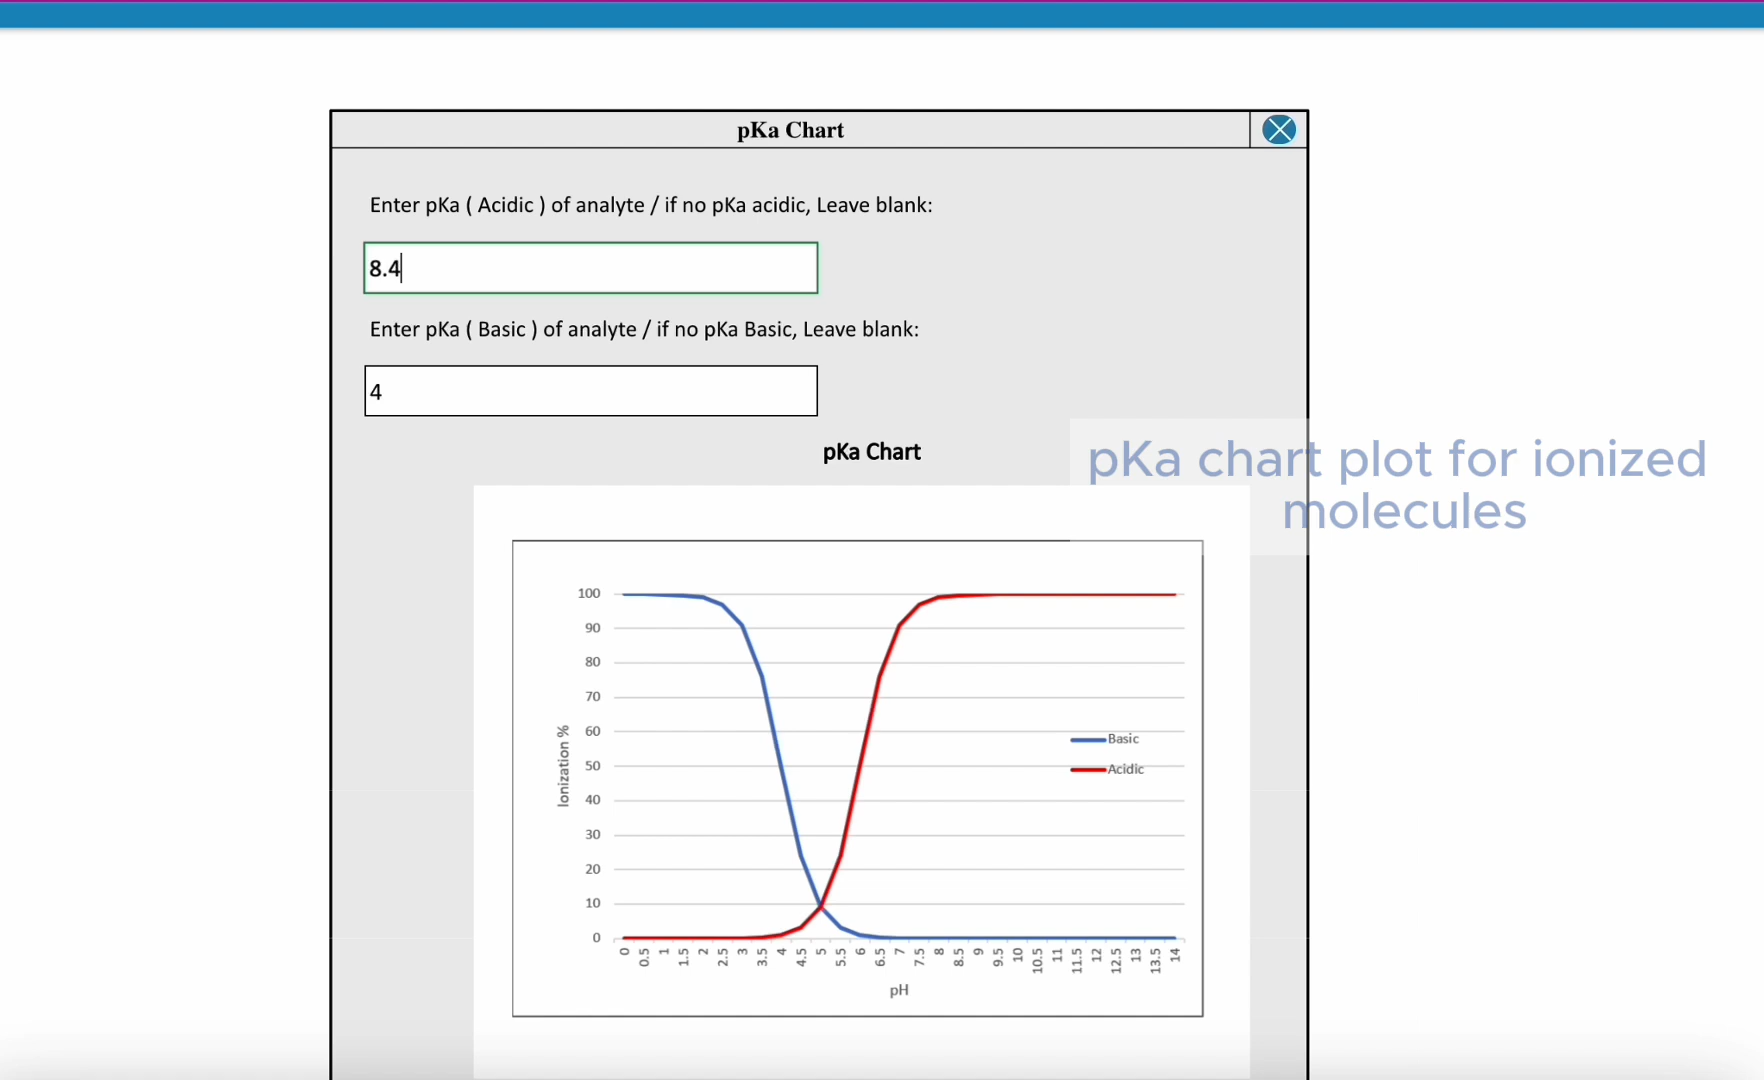 pKa Chart
Enter pKa ( Acidic ) of analyte / if no pKa acidic, Leave blank:
8.4
Enter pKa ( Basic ) of analyte / if no pKa Basic, Leave blank:
4
pKa Chart
pKa chart plot for ionized
molecules
100
90
80
70
60
50
40
30
20
10
0
Ionization %
Basic
Acidic
0 0.5 1 1.5 2 2.5 3 3.5 4 4.5 5 5.5 6 6.5 7 7.5 8 8.5 9 9.5 10 10.5 11 11.5 12 12.5 13 13.5 14
pH